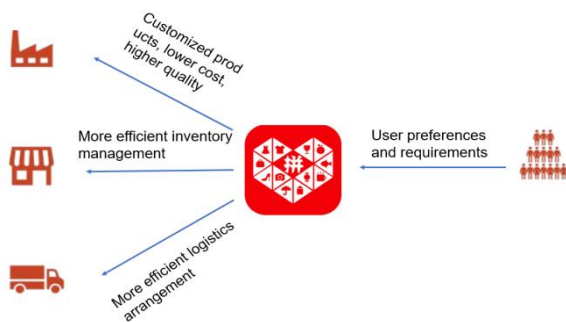 Customized prod
ucts, lower cost,
higher quality
More efficient inventory
management
User preferences
and requirements
More efficient logistics
arrangement